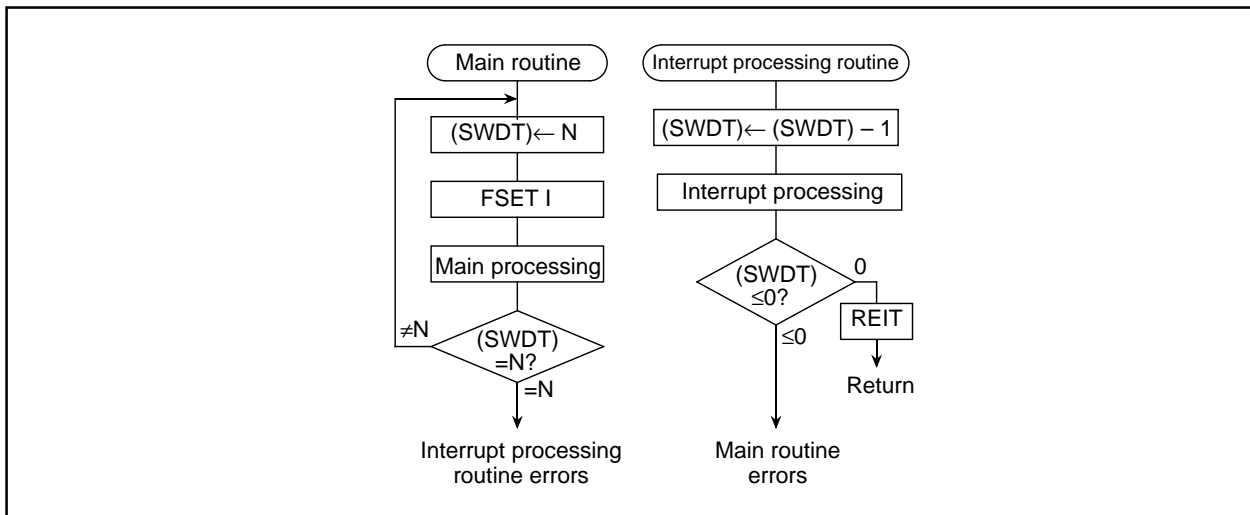 Main routine
(SWDT)← N
FSET I
Main processing
≠N
(SWDT)
=N?
=N
Interrupt processing
routine errors
Interrupt processing routine
(SWDT)← (SWDT) – 1
Interrupt processing
(SWDT)
≤0?
0
REIT
Return
≤0
Main routine
errors